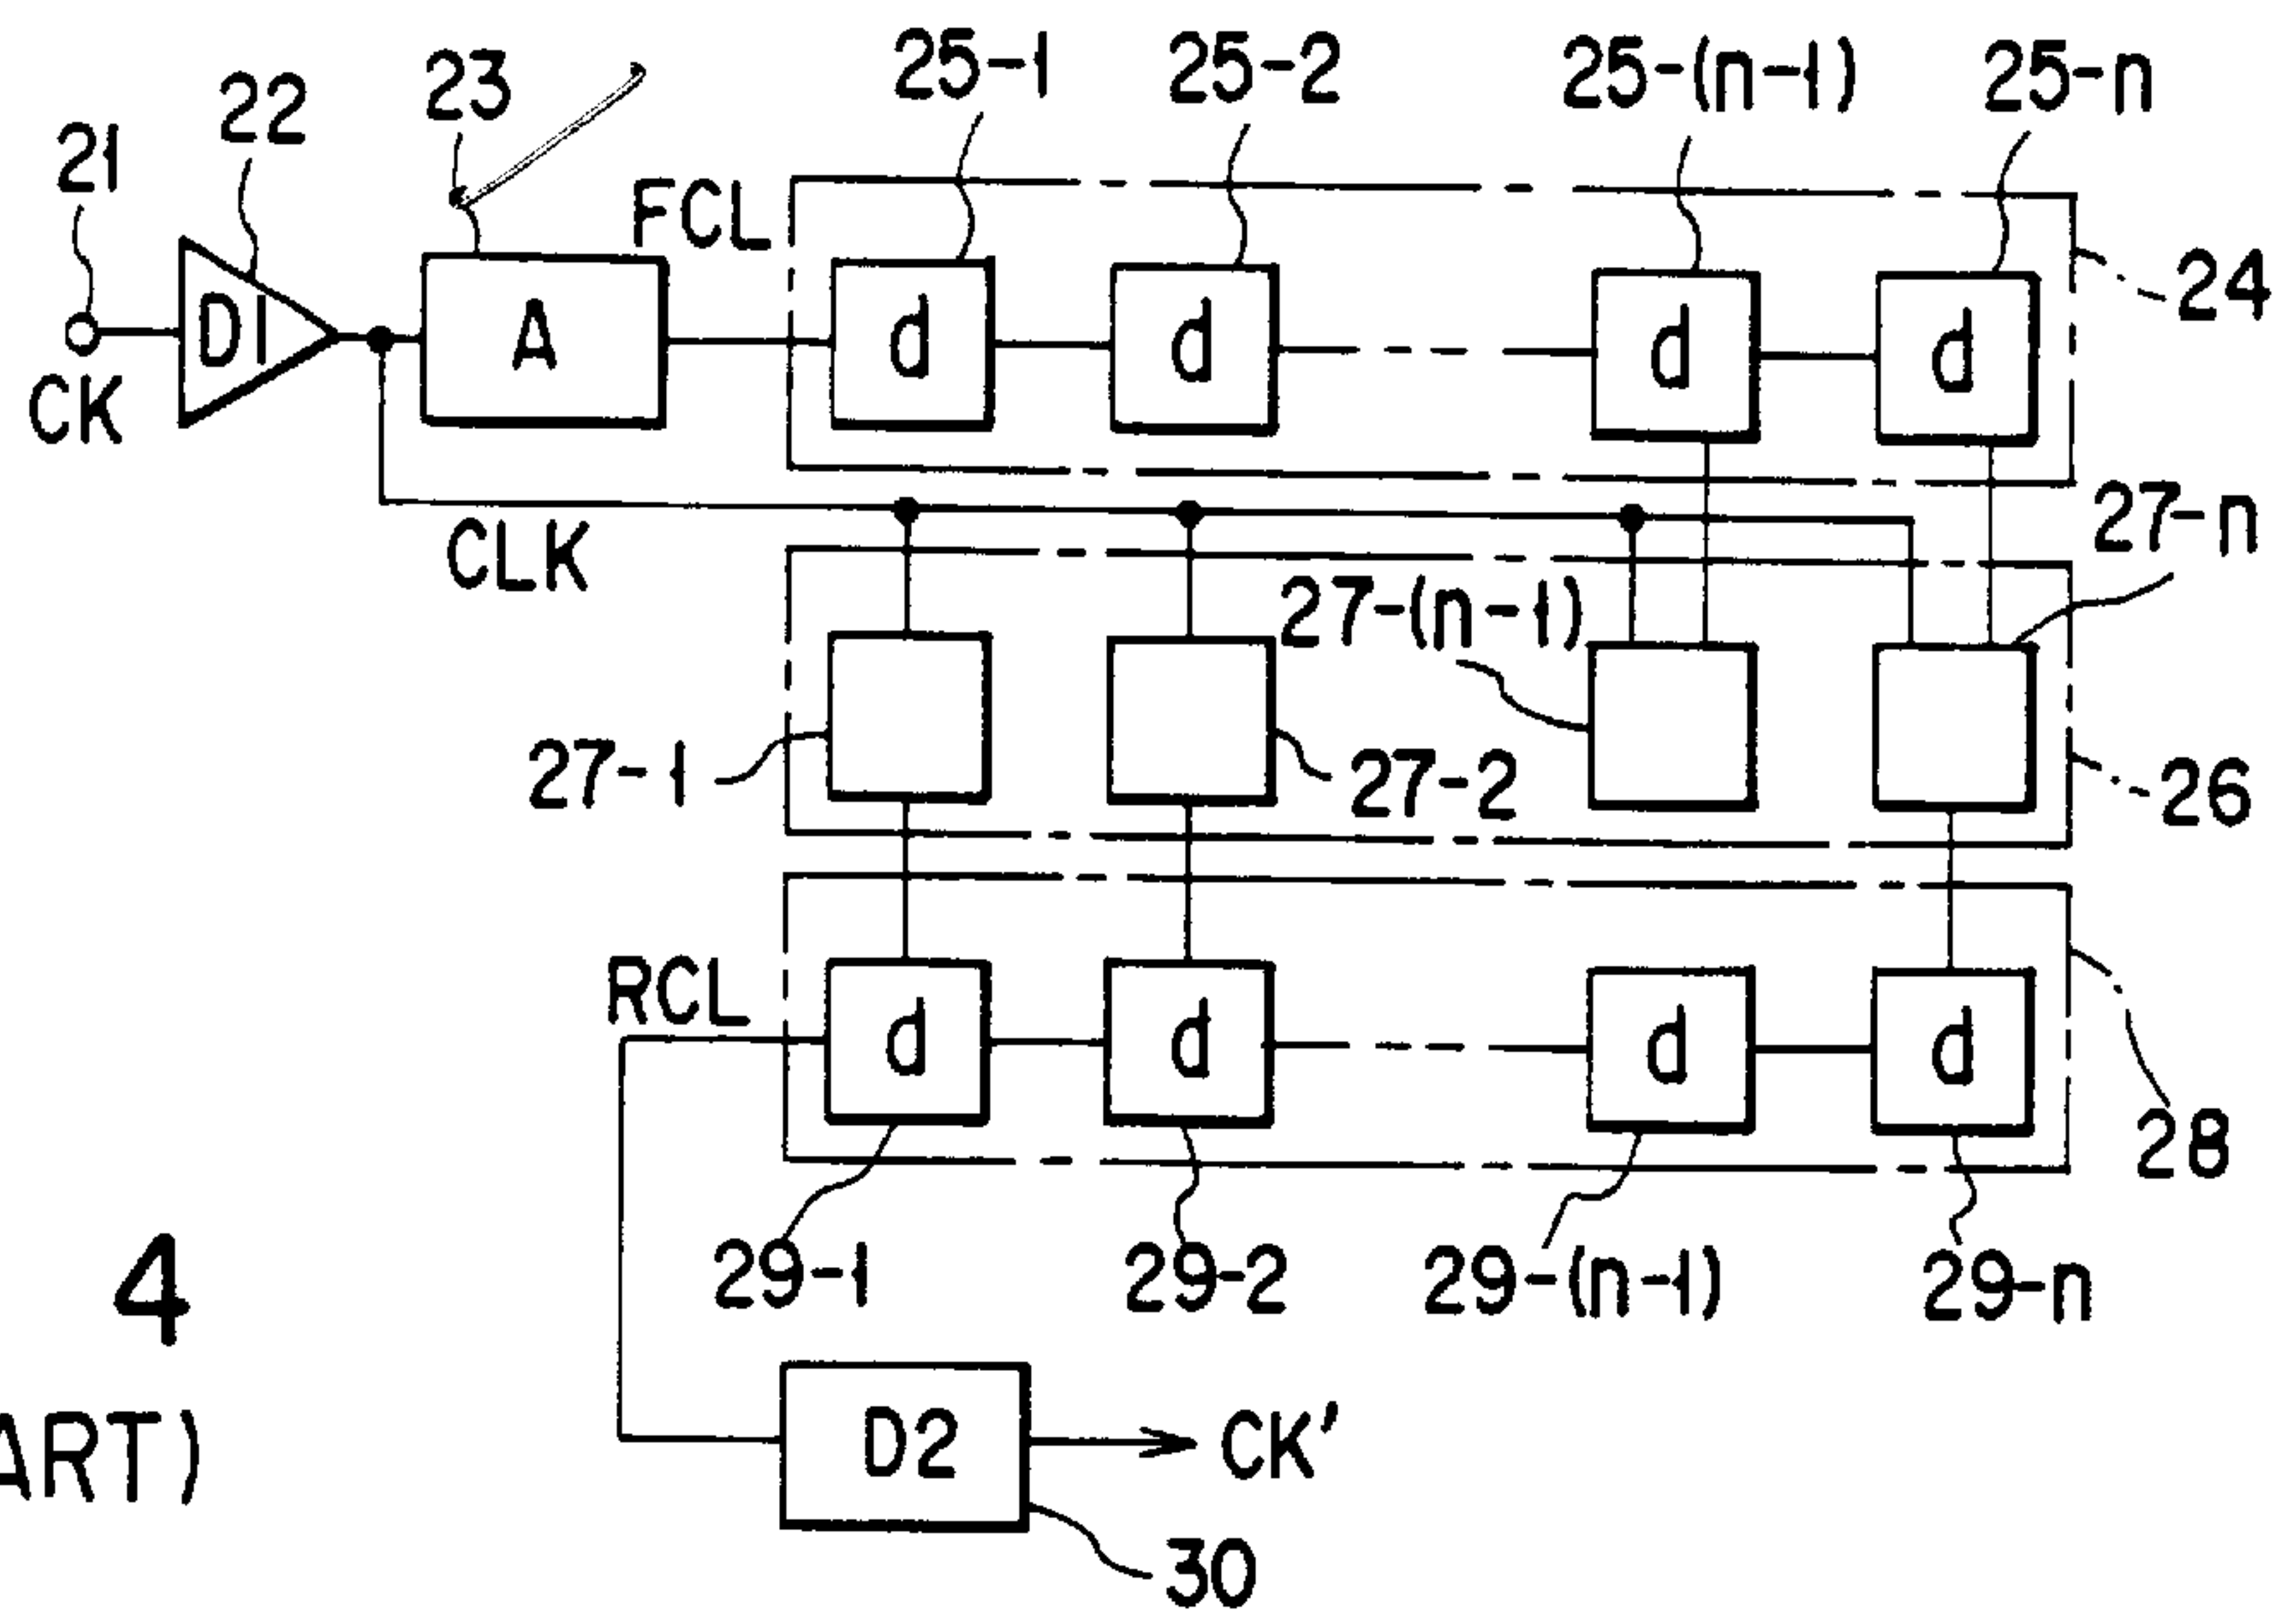 25-1
25-2
25-(n-1)
25-n
23
22
21
FCL
24
D1
A
d
d
d
d
CK
CLK
27-n
27-(n-1)
27-1
27-2
26
RCL
d
d
d
d
28
29-1
29-2
29-(n-1)
29-n
4
D2
CK'
ART)
30